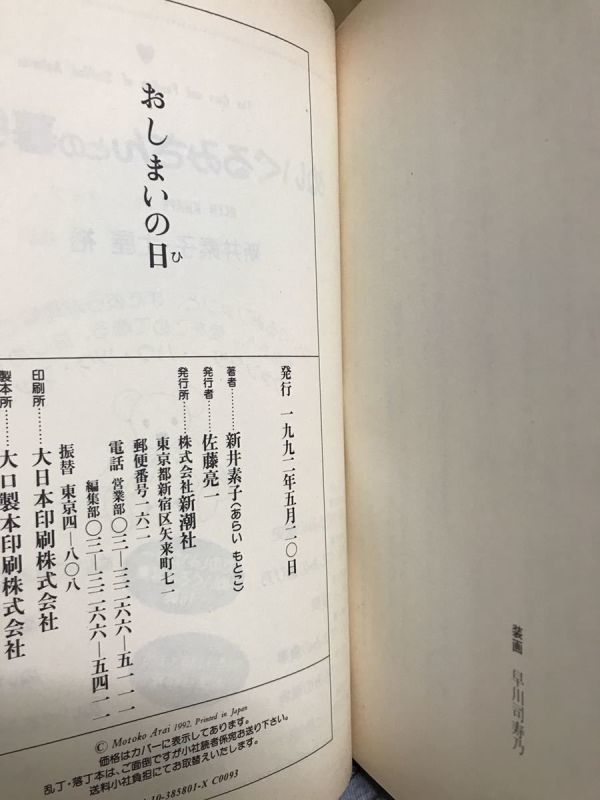 装画 早川司寿乃
おしまいの日
ひ
発行 一九九二年五月二〇日
著者………新井素子(あらい もとこ)
発行者……佐藤亮一
発行所……株式会社新潮社
東京都新宿区矢来町七一
郵便番号一六二
電話 営業部〇三―三二六六―五一一一
編集部〇三―三二六六―五四一一
振替 東京四―八〇八
印刷所……大日本印刷株式会社
製本所……大口製本印刷株式会社
© Motoko Arai 1992. Printed in Japan
価格はカバーに表示してあります。
乱丁・落丁本は、ご面倒ですが小社読者係宛お送り下さい。
送料小社負担にてお取替えいたします。
10-385801-X C0093